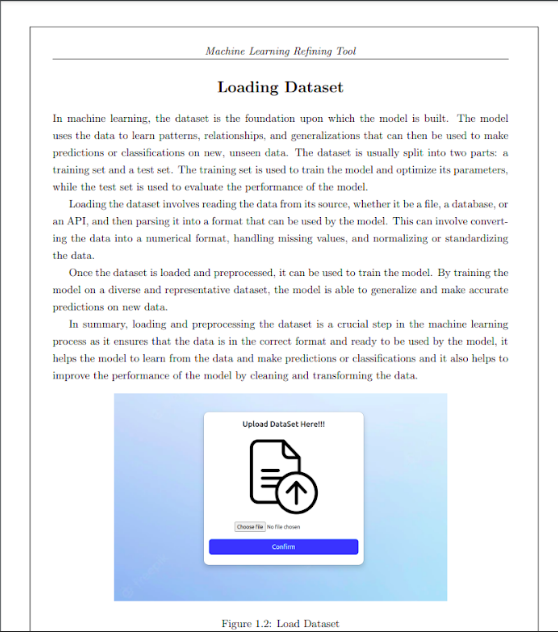 Machine Learning Refining Tool
Loading Dataset
In machine learning, the dataset is the foundation upon which the model is built. The model
uses the data to learn patterns, relationships, and generalizations that can then be used to make
predictions or classifications on new, unseen data. The dataset is usually split into two parts: a
training set and a test set. The training set is used to train the model and optimize its parameters,
while the test set is used to evaluate the performance of the model.
Loading the dataset involves reading the data from its source, whether it be a file, a database, or
an API, and then parsing it into a format that can be used by the model. This can involve convert-
ing the data into a numerical format, handling missing values, and normalizing or standardizing
the data.
Once the dataset is loaded and preprocessed, it can be used to train the model. By training the
model on a diverse and representative dataset, the model is able to generalize and make accurate
predictions on new data.
In summary, loading and preprocessing the dataset is a crucial step in the machine learning
process as it ensures that the data is in the correct format and ready to be used by the model, it
helps the model to learn from the data and make predictions or classifications and it also helps to
improve the performance of the model by cleaning and transforming the data.
Upload DataSet Here!!!
Choose file No file chosen
Confirm
Figure 1.2: Load Dataset